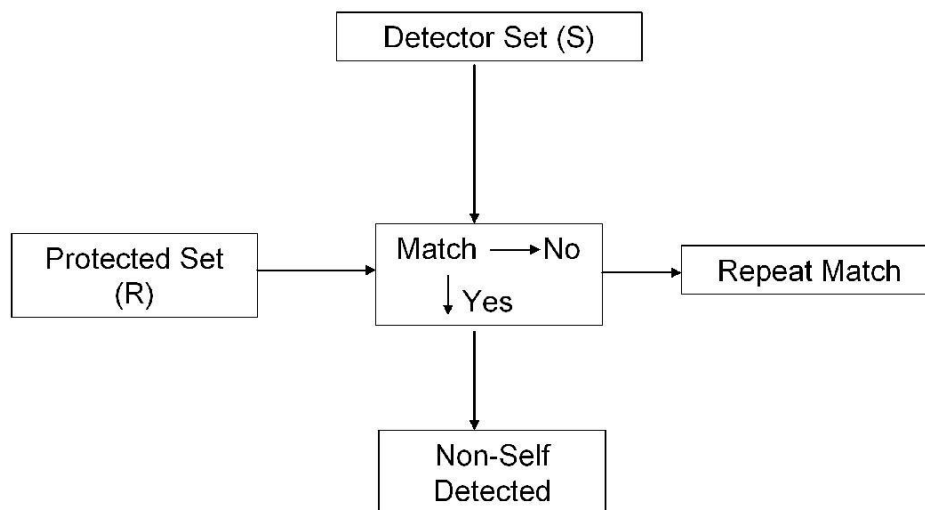 Detector Set (S)
Protected Set
(R)
Match No
Yes
Repeat Match
Non-Self
Detected